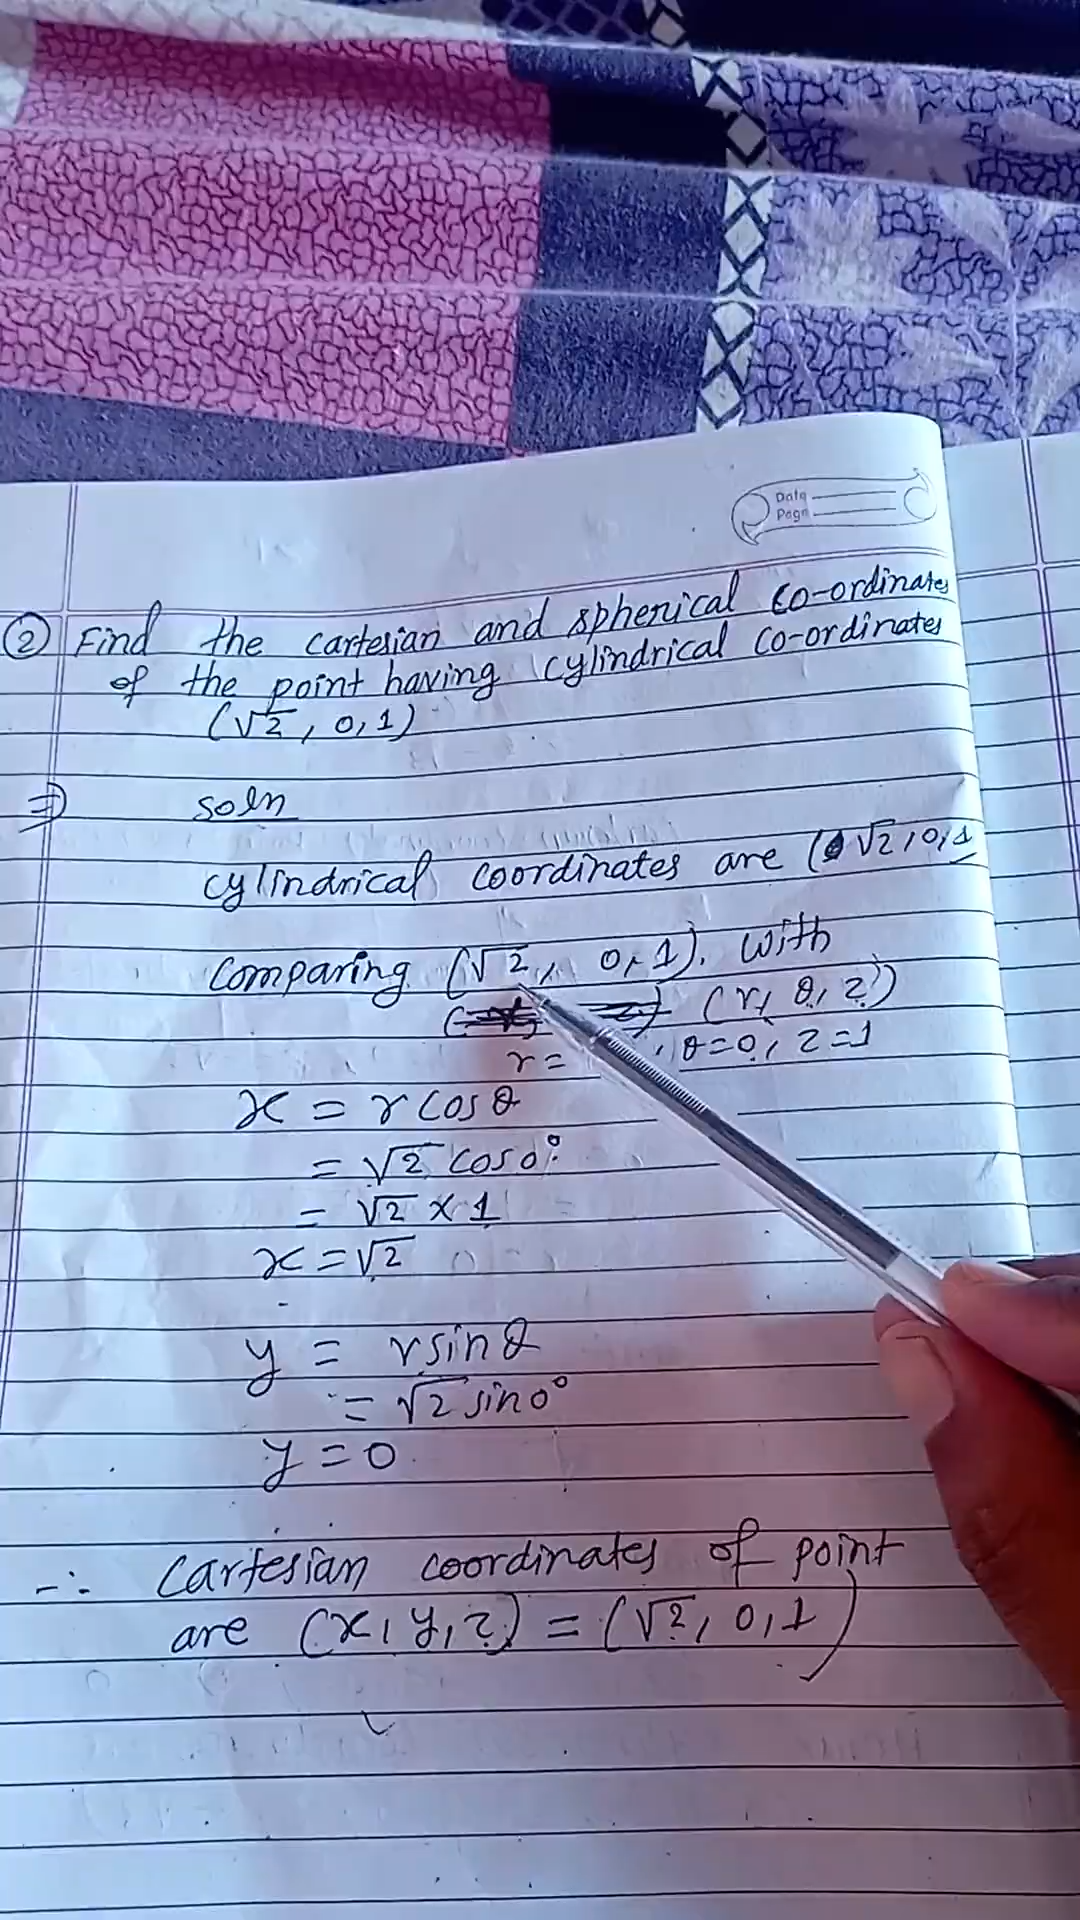 Date
Page
② Find the cartesian and spherical co-ordinates
of the point having cylindrical co-ordinates
(√2, 0, 1)
⇒ soln
cylindrical coordinates are (√2, 0, 1
comparing (√2, 0, 1). with
(r, θ, z)
r = , θ=0, z=1
x = r cos θ
= √2 cos 0°
= √2 × 1
x = √2
y = r sin θ
= √2 sin 0°
y = 0
∴ cartesian coordinates of point
are (x, y, z) = (√2, 0, 1)